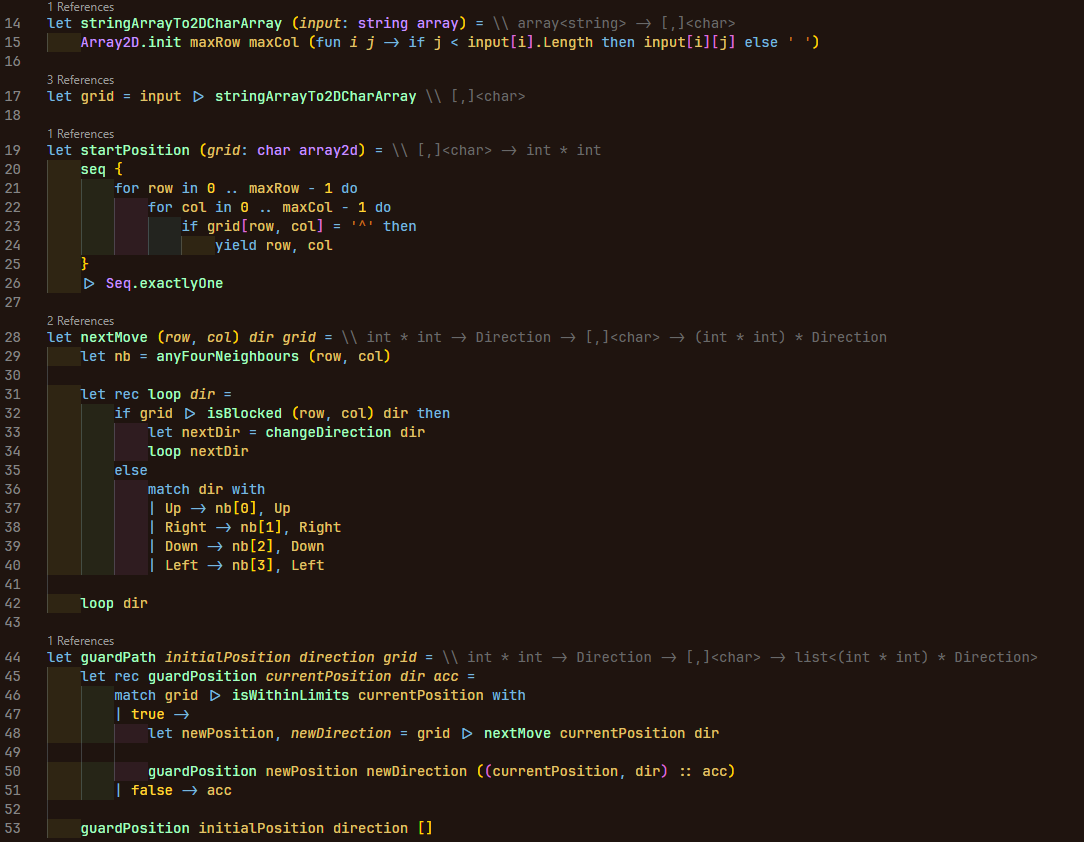 1 References
14 let stringArrayTo2DCharArray (input: string array) = \\ array<string> -> [,]<char>
15 Array2D.init maxRow maxCol (fun i j -> if j < input[i].Length then input[i][j] else ' ')
16
3 References
17 let grid = input |> stringArrayTo2DCharArray \\ [,]<char>
18
1 References
19 let startPosition (grid: char array2d) = \\ [,]<char> -> int * int
20 seq {
21 for row in 0 .. maxRow - 1 do
22 for col in 0 .. maxCol - 1 do
23 if grid[row, col] = '^' then
24 yield row, col
25 }
26 |> Seq.exactlyOne
27
2 References
28 let nextMove (row, col) dir grid = \\ int * int -> Direction -> [,]<char> -> (int * int) * Direction
29 let nb = anyFourNeighbours (row, col)
30
31 let rec loop dir =
32 if grid |> isBlocked (row, col) dir then
33 let nextDir = changeDirection dir
34 loop nextDir
35 else
36 match dir with
37 | Up -> nb[0], Up
38 | Right -> nb[1], Right
39 | Down -> nb[2], Down
40 | Left -> nb[3], Left
41
42 loop dir
43
1 References
44 let guardPath initialPosition direction grid = \\ int * int -> Direction -> [,]<char> -> list<(int * int) * Direction>
45 let rec guardPosition currentPosition dir acc =
46 match grid |> isWithinLimits currentPosition with
47 | true ->
48 let newPosition, newDirection = grid |> nextMove currentPosition dir
49
50 guardPosition newPosition newDirection ((currentPosition, dir) :: acc)
51 | false -> acc
52
53 guardPosition initialPosition direction []